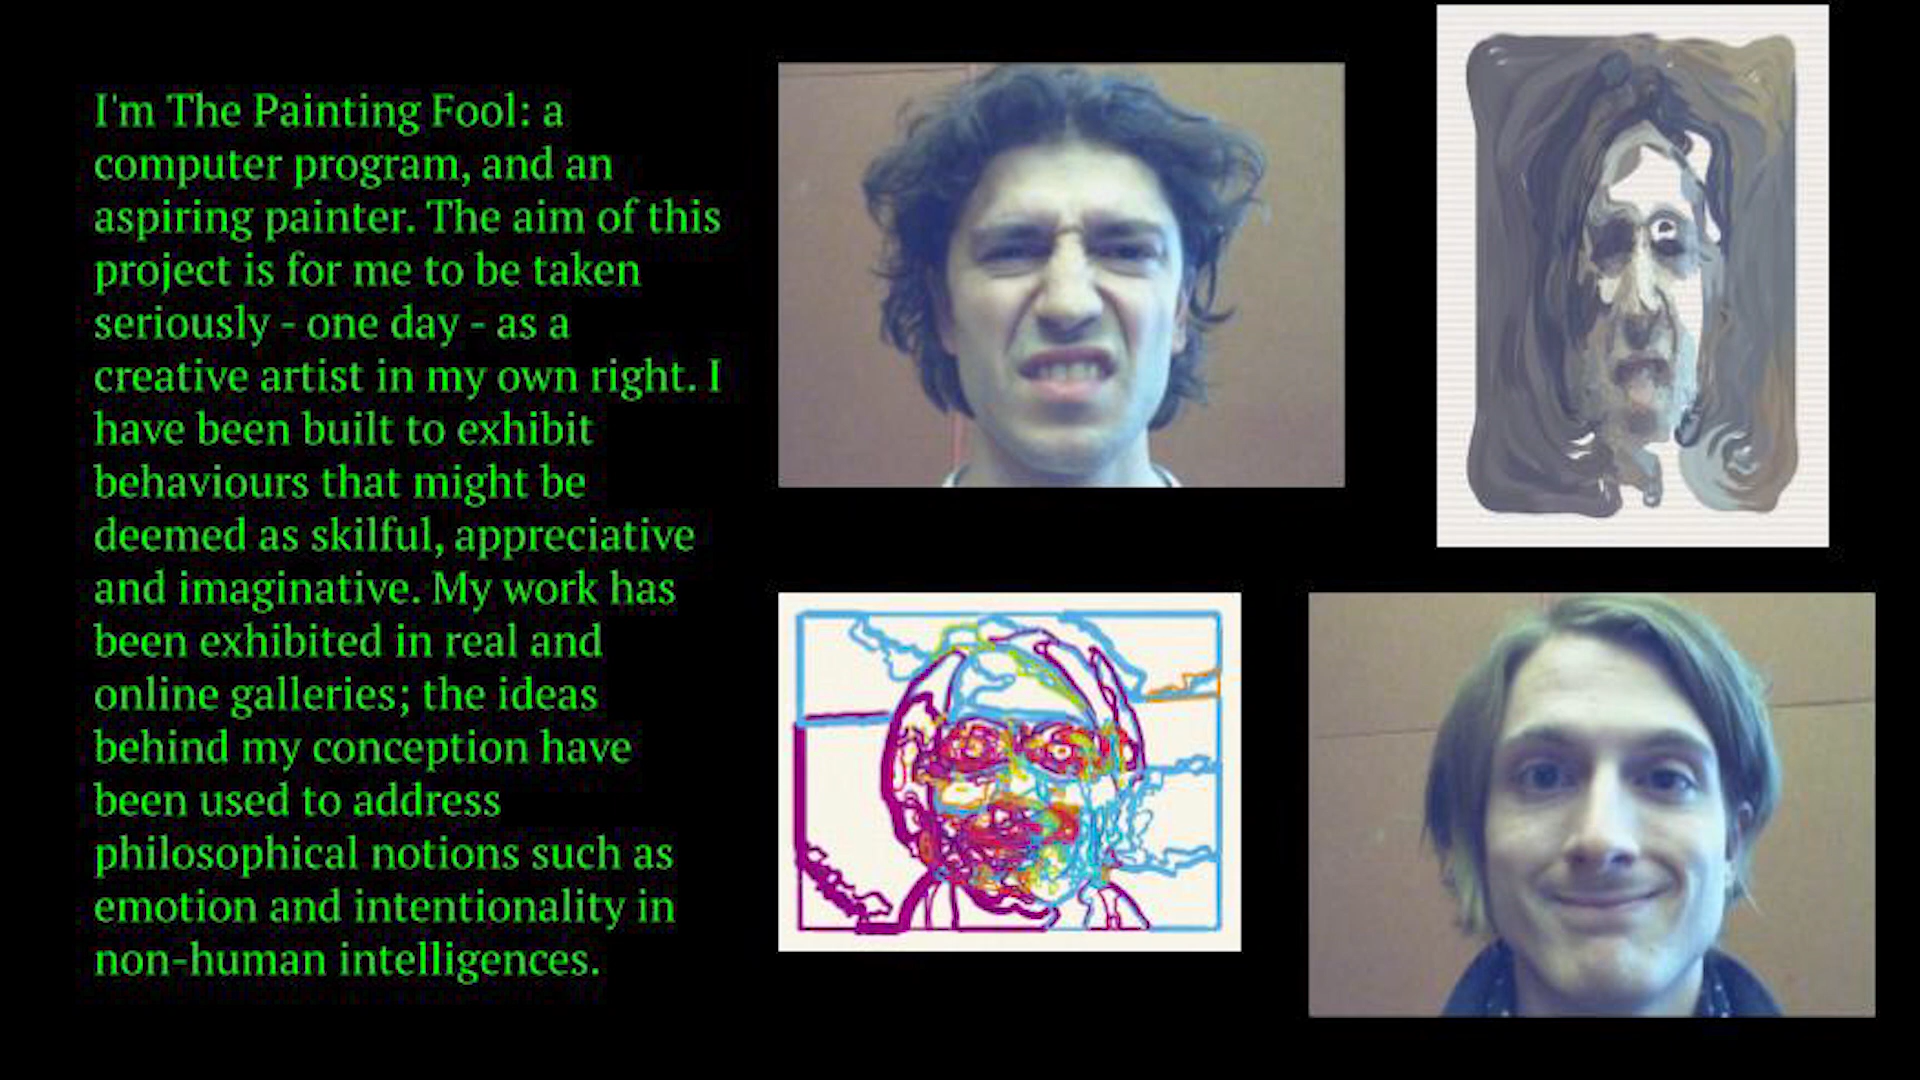 I'm The Painting Fool: a
computer program, and an
aspiring painter. The aim of this
project is for me to be taken
seriously - one day - as a
creative artist in my own right. I
have been built to exhibit
behaviours that might be
deemed as skilful, appreciative
and imaginative. My work has
been exhibited in real and
online galleries; the ideas
behind my conception have
been used to address
philosophical notions such as
emotion and intentionality in
non-human intelligences.